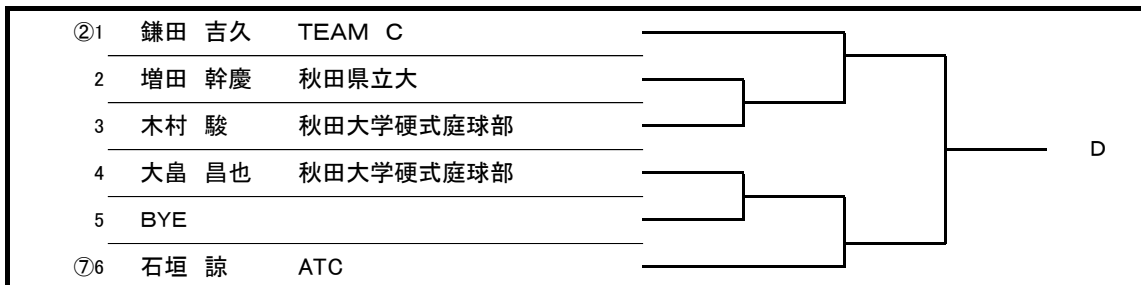 ②1 鎌田 吉久 TEAM C
2 増田 幹慶 秋田県立大
3 木村 駿 秋田大学硬式庭球部
D
4 大畠 昌也 秋田大学硬式庭球部
5 BYE
⑦6 石垣 諒 ATC